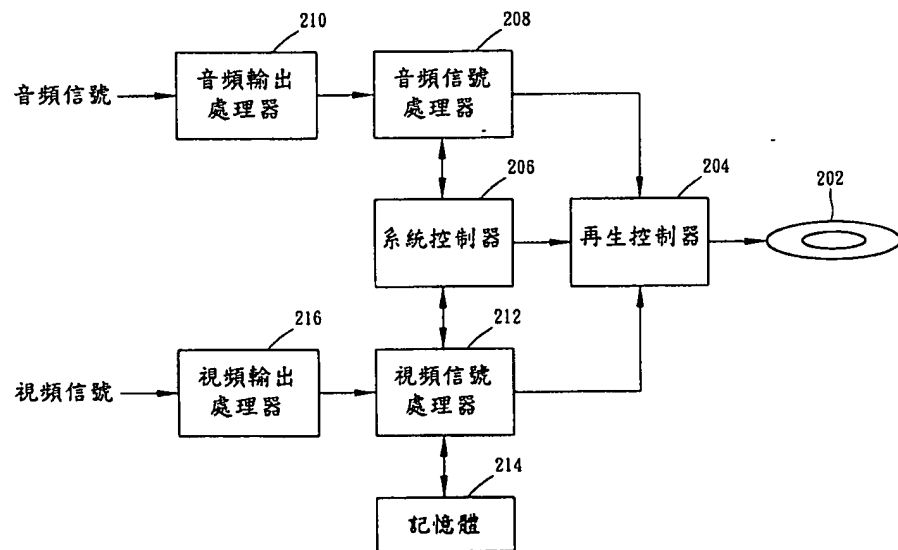 210
208
音頻信號
音頻輸出
處理器
音頻信號
處理器
206
204
202
系統控制器
再生控制器
216
212
視頻信號
視頻輸出
處理器
視頻信號
處理器
214
記憶體